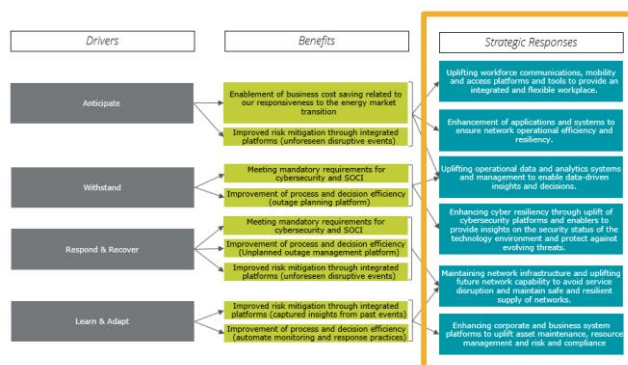 Drivers
Benefits
Strategic Responses
Anticipate
Enablement of business cost saving related
to our responsiveness to the energy market
transition
Improved risk mitigation through integrated
platforms (unforeseen disruptive events)
Withstand
Meeting mandatory requirements for
cybersecurity and SOCI
Improvement of process and decision efficiency
(outage planning platform)
Respond & Recover
Meeting mandatory requirements for
cybersecurity and SOCI
Improvement of process and decision efficiency
(Unplanned outage management platform)
Improved risk mitigation through integrated
platforms (unforeseen disruptive events)
Learn & Adapt
Improved risk mitigation through integrated
platforms (captured insights from past events)
Improvement of process and decision efficiency
(automate monitoring and response practices)
Uplifting workforce communications, mobility
and access platforms and tools to provide an
integrated and flexible workplace.
Enhancement of applications and systems to
ensure network operational efficiency and
resiliency.
Uplifting operational data and analytics systems
and management to enable data-driven
insights and decisions.
Enhancing cyber resiliency through uplift of
cybersecurity platforms and enablers to
provide insights on the security status of the
technology environment and protect against
evolving threats.
Maintaining network infrastructure and uplifting
future network capability to avoid service
disruption and maintain safe and resilient
supply of networks.
Enhancing corporate and business system
platforms to uplift asset maintenance, resource
management and risk and compliance